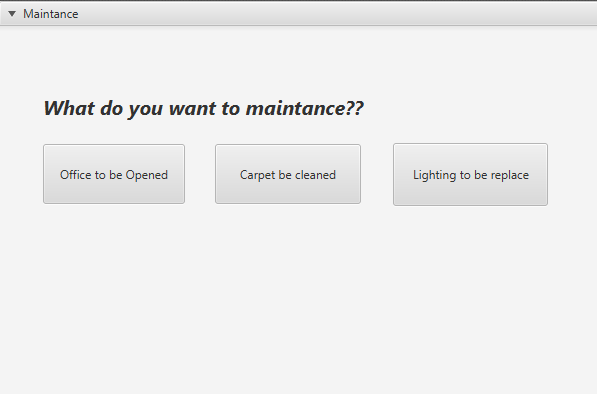 Maintance
What do you want to maintance??
Office to be Opened
Carpet be cleaned
Lighting to be replace